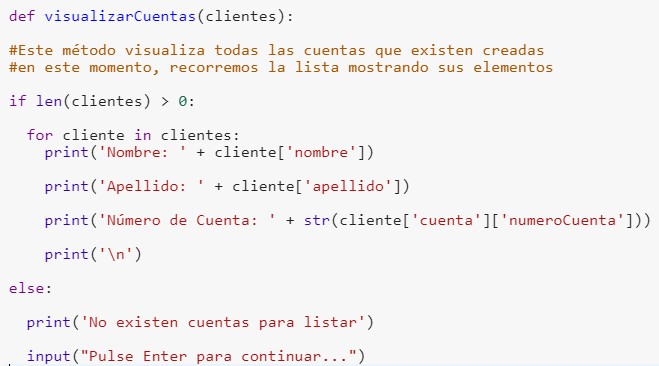 def visualizarCuentas(clientes):
#Este método visualiza todas las cuentas que existen creadas
#en este momento, recorremos la lista mostrando sus elementos
if len(clientes) > 0:
for cliente in clientes:
print('Nombre: ' + cliente['nombre'])
print('Apellido: ' + cliente['apellido'])
print('Número de Cuenta: ' + str(cliente['cuenta']['numeroCuenta']))
print('\n')
else:
print('No existen cuentas para listar')
input("Pulse Enter para continuar...")